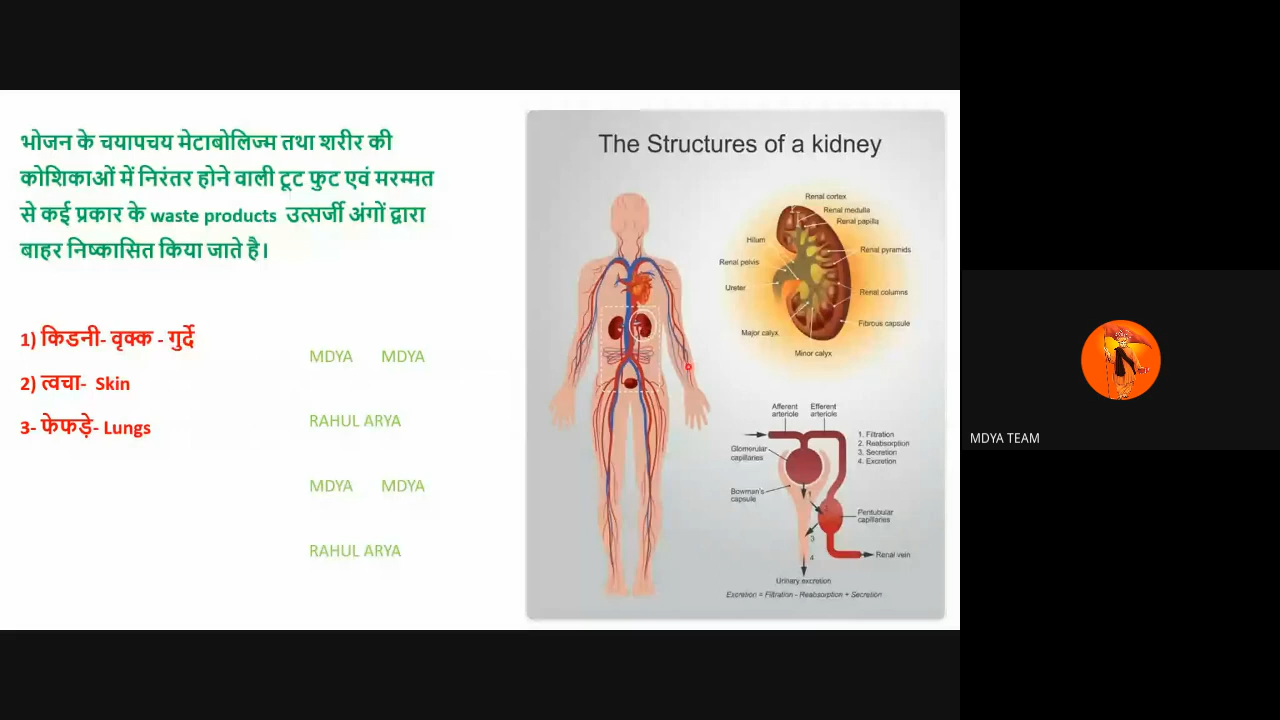 भोजन के चयापचय मेटाबोलिज्म तथा शरीर की
कोशिकाओं में निरंतर होने वाली टूट फुट एवं मरम्मत
से कई प्रकार के waste products उत्सर्जी अंगों द्वारा
बाहर निष्कासित किया जाते है।
1) किडनी- वृक्क - गुर्दे
2) त्वचा- Skin
3- फेफड़े- Lungs
MDYA MDYA
RAHUL ARYA
MDYA MDYA
RAHUL ARYA
The Structures of a kidney
Renal cortex
Renal medulla
Renal papilla
Hilum
Renal pyramids
Renal pelvis
Ureter
Renal columns
Fibrous capsule
Major calyx
Minor calyx
Afferent
arteriole
Efferent
arteriole
1. Filtration
2. Reabsorption
3. Secretion
4. Excretion
Glomerular
capillaries
Bowman's
capsule
1
2
3
4
Peritubular
capillaries
Renal vein
Urinary excretion
Excretion = Filtration - Reabsorption + Secretion
MDYA TEAM